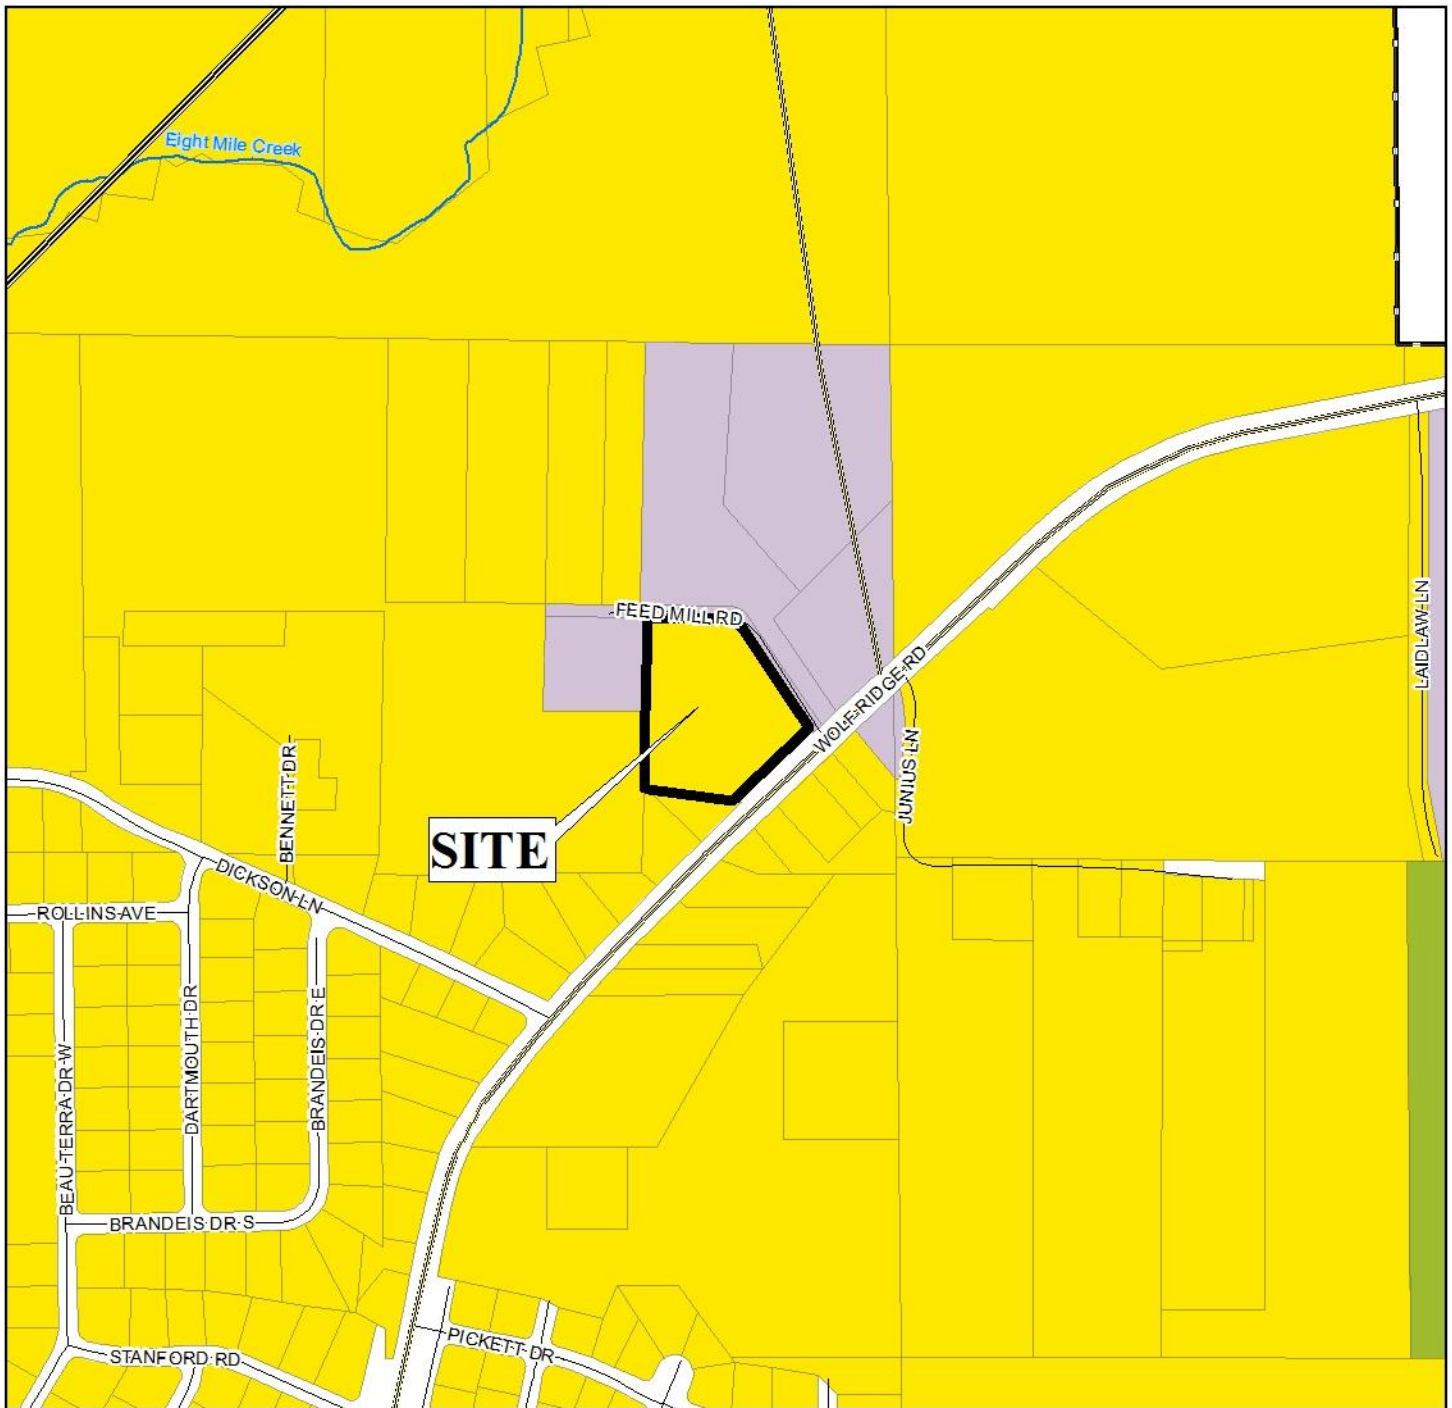 Eight Mile Creek
FEED MILL RD
WOLF RIDGE RD
LAIDLAW LN
JUNIUS LN
BENNETT DR
SITE
DICKSON LN
ROLLINS AVE
BEAU TERRA DR W
DARTMOUTH DR
BRANDEIS DR E
BRANDEIS DR S
PICKETT DR
STANFORD RD